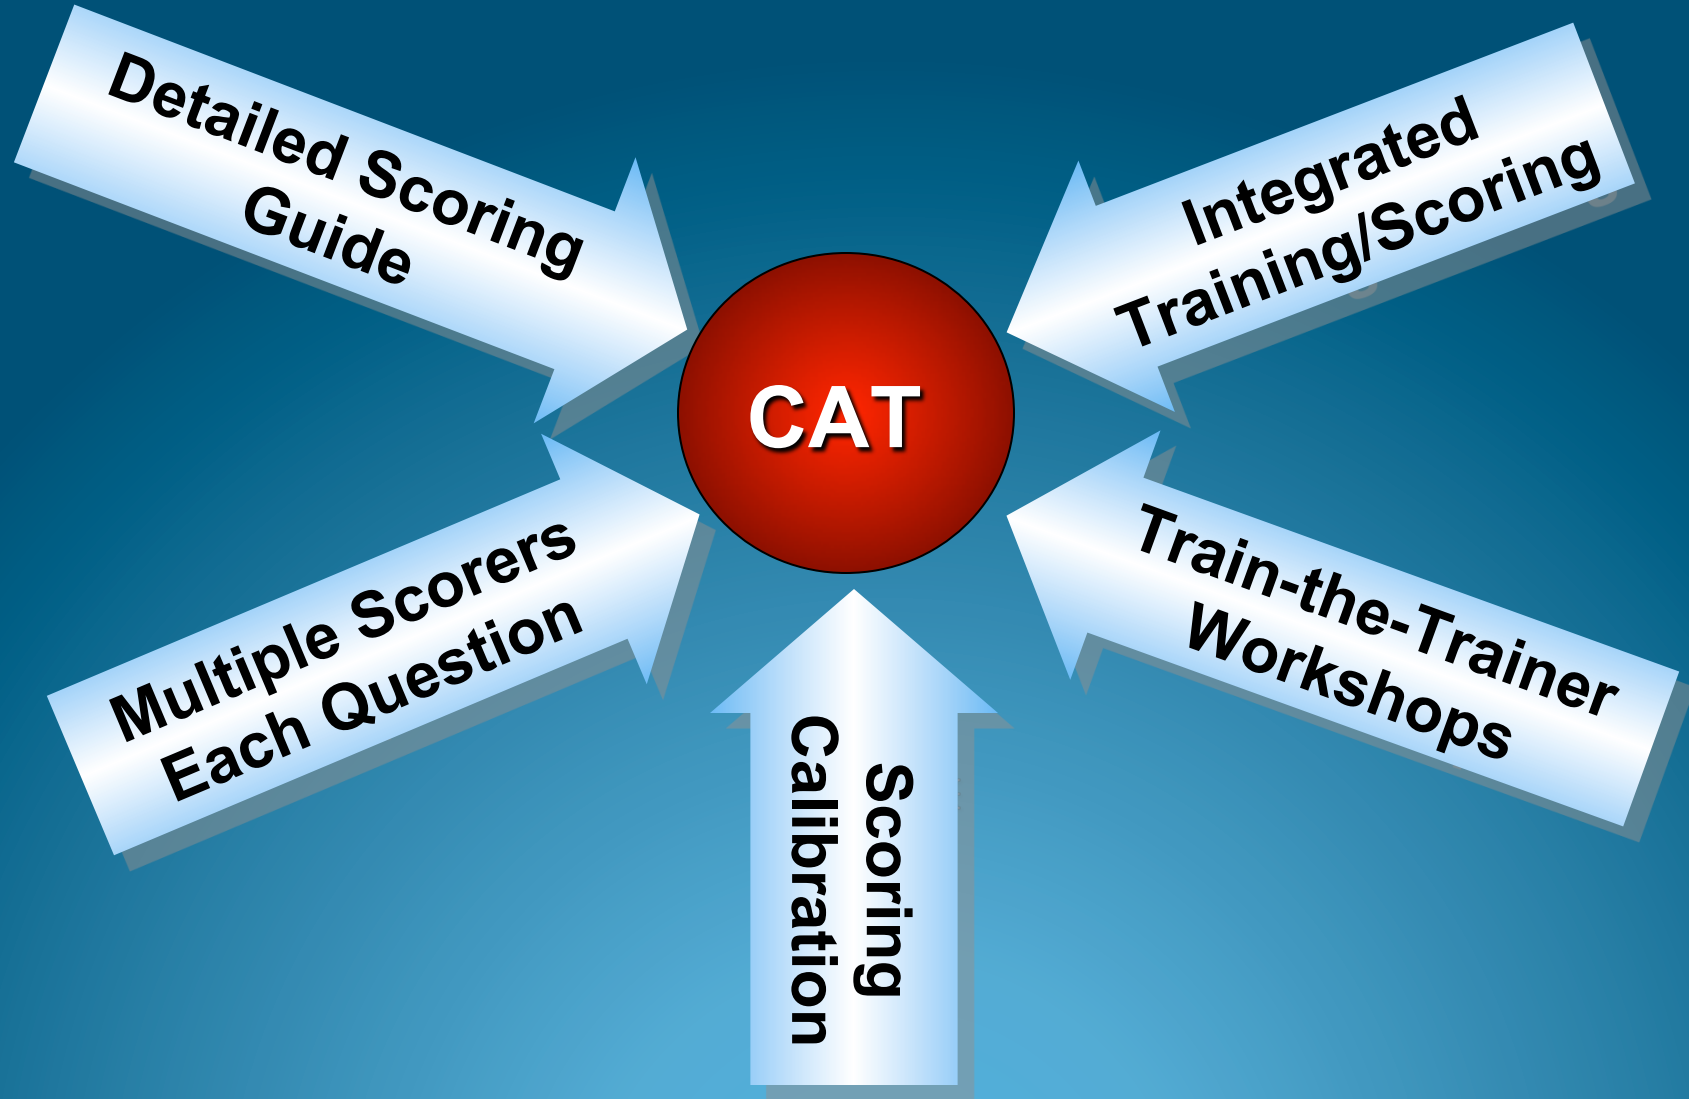 Detailed Scoring
Guide
Integrated
Training/Scoring
CAT
Multiple Scorers
Each Question
Train-the-Trainer
Workshops
Scoring
Calibration